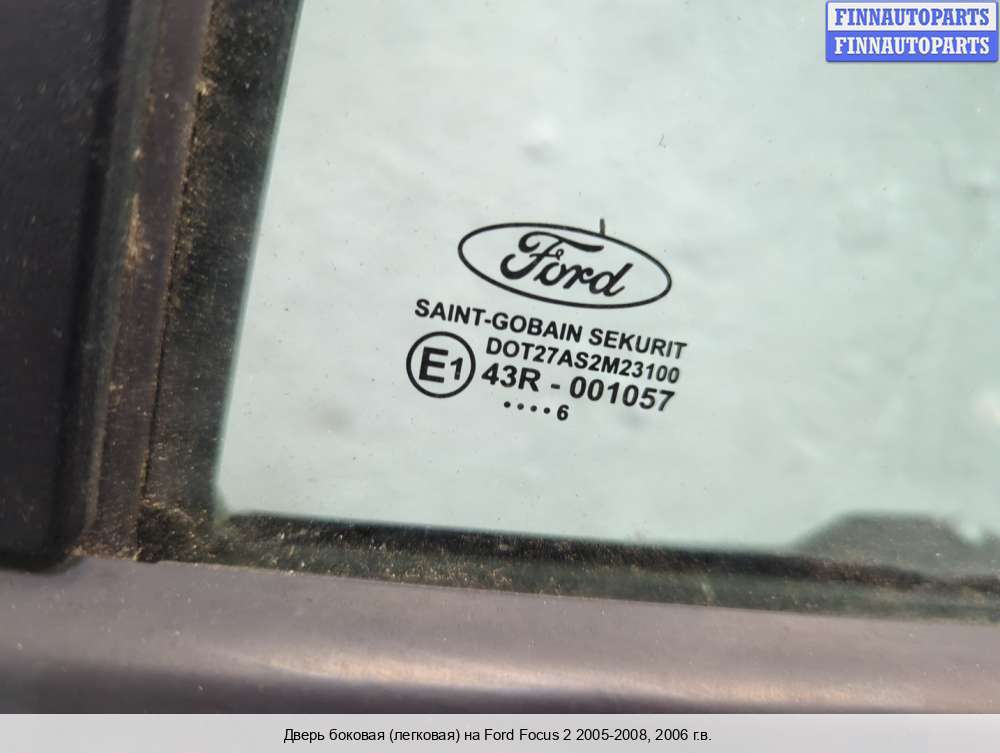 FINNAUTOPARTS
FINNAUTOPARTS
Ford
SAINT-GOBAIN SEKURIT
DOT27AS2M23100
E1 43R - 001057
....6
Дверь боковая (легковая) на Ford Focus 2 2005-2008, 2006 г.в.